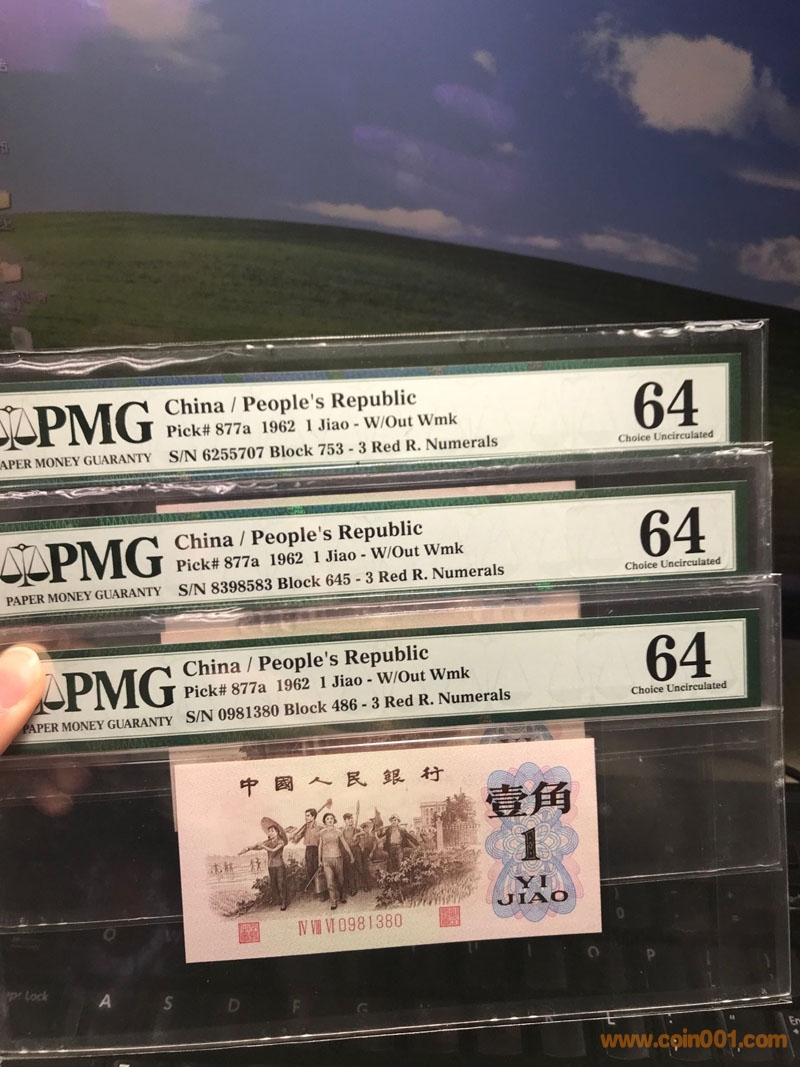 PMG
APER MONEY GUARANTY
China / People's Republic
Pick# 877a 1962 1 Jiao - W/Out Wmk
S/N 6255707 Block 753 - 3 Red R. Numerals
64
Choice Uncirculated
PMG
PAPER MONEY GUARANTY
China / People's Republic
Pick# 877a 1962 1 Jiao - W/Out Wmk
S/N 8398583 Block 645 - 3 Red R. Numerals
64
Choice Uncirculated
PMG
PAPER MONEY GUARANTY
China / People's Republic
Pick# 877a 1962 1 Jiao - W/Out Wmk
S/N 0981380 Block 486 - 3 Red R. Numerals
64
Choice Uncirculated
中國人民銀行
壹角
1
YI
JIAO
IV VIII VI 0981380
Lock
A S D F G
O P
www.coin001.com